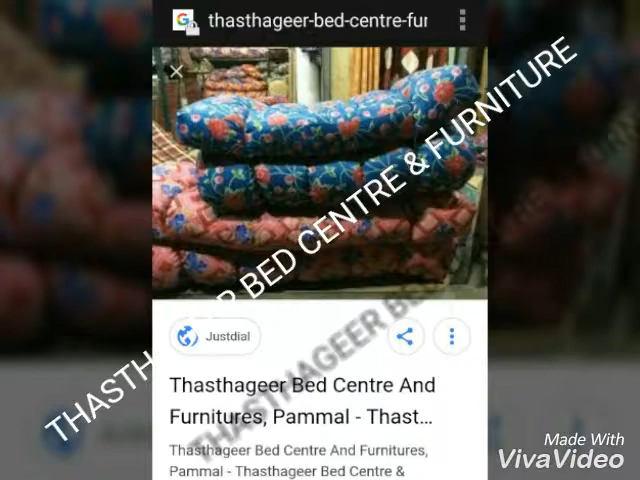 thasthageer-bed-centre-fur
THASTHAGEER BED CENTRE & FURNITURE
Justdial
Thasthageer Bed Centre And
Furnitures, Pammal - Thast...
Thasthageer Bed Centre And Furnitures,
Pammal - Thasthageer Bed Centre &
Made With
VivaVideo